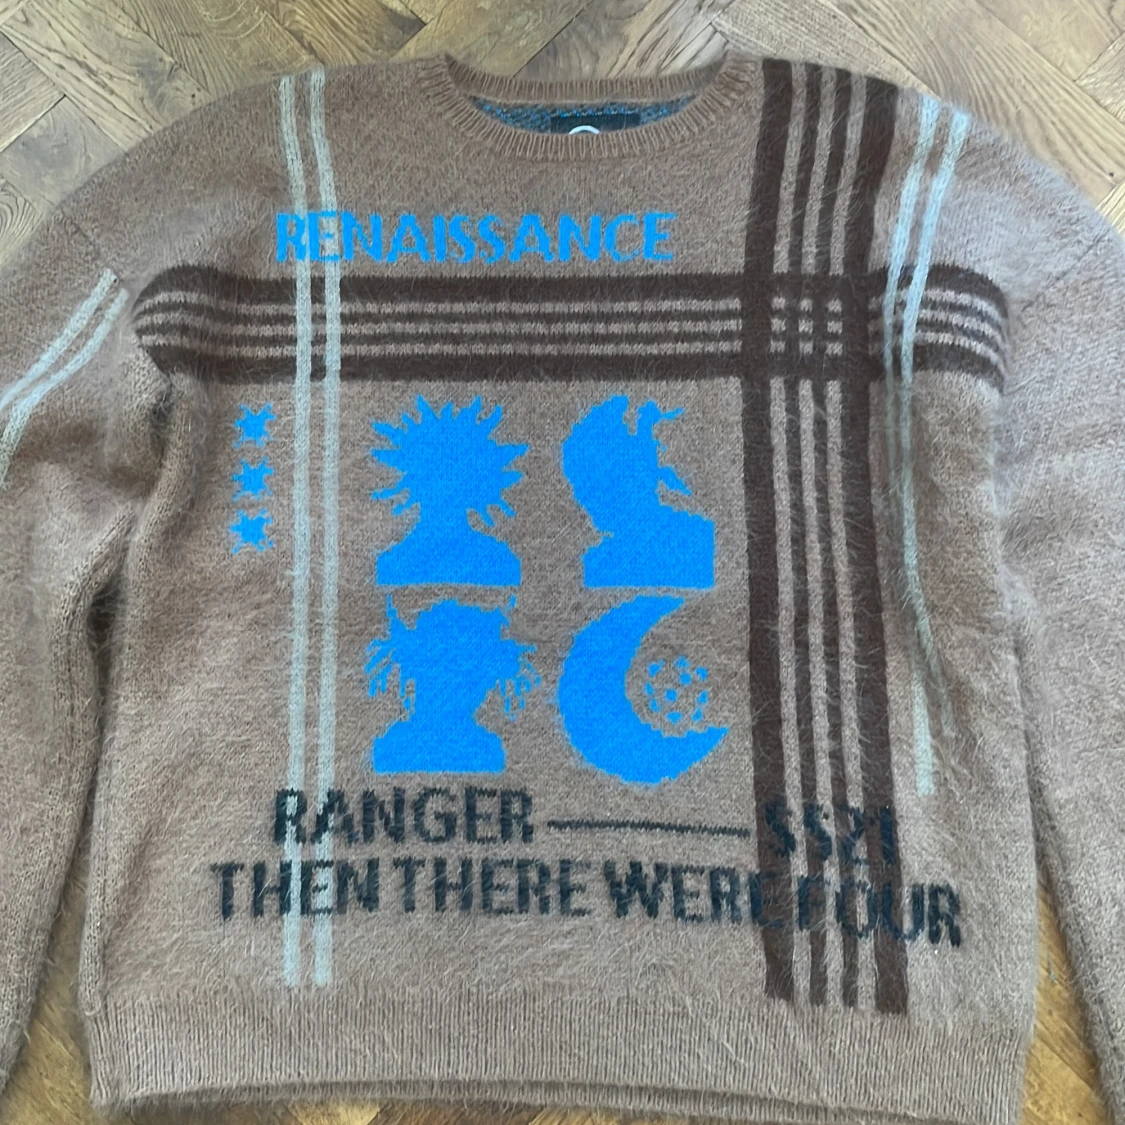 RENAISSANCE
RANGER SS21
THEN THERE WERE FOUR